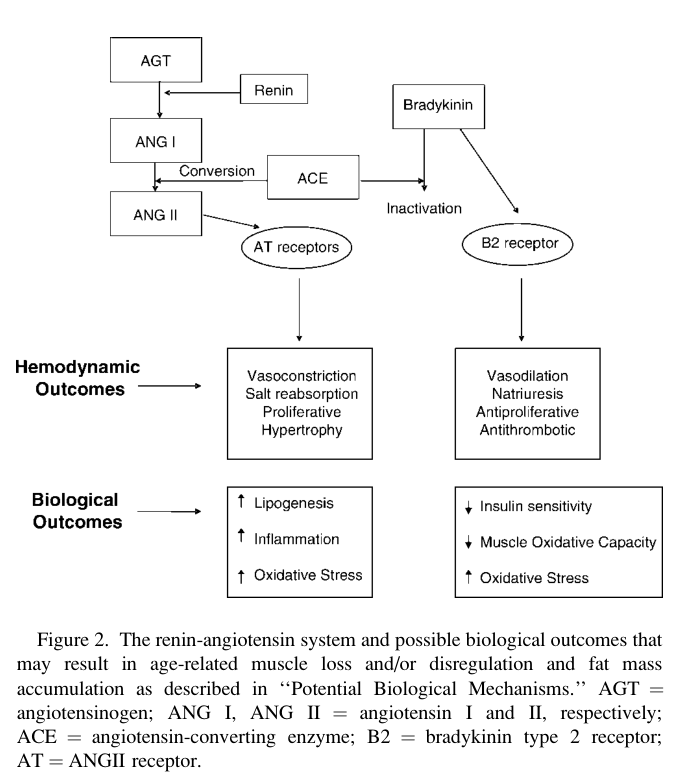 AGT
Renin
Bradykinin
ANG I
Conversion
ACE
Inactivation
ANG II
AT receptors
B2 receptor
Hemodynamic
Outcomes
Vasoconstriction
Salt reabsorption
Proliferative
Hypertrophy
Vasodilation
Natriuresis
Antiproliferative
Antithrombotic
Biological
Outcomes
↑ Lipogenesis
↑ Inflammation
↑ Oxidative Stress
↓ Insulin sensitivity
↓ Muscle Oxidative Capacity
↑ Oxidative Stress
Figure 2. The renin-angiotensin system and possible biological outcomes that
may result in age-related muscle loss and/or disregulation and fat mass
accumulation as described in ‘‘Potential Biological Mechanisms.’’ AGT =
angiotensinogen; ANG I, ANG II = angiotensin I and II, respectively;
ACE = angiotensin-converting enzyme; B2 = bradykinin type 2 receptor;
AT = ANGII receptor.